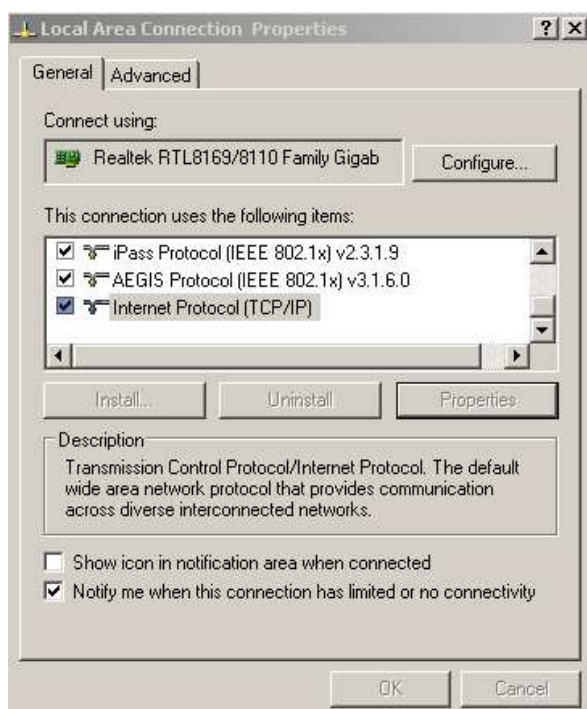 Local Area Connection Properties
General
Advanced
Connect using:
Realtek RTL8169/8110 Family Gigab
Configure...
This connection uses the following items:
iPass Protocol (IEEE 802.1x) v2.3.1.9
AEGIS Protocol (IEEE 802.1x) v3.1.6.0
Internet Protocol (TCP/IP)
Install...
Uninstall
Properties
Description
Transmission Control Protocol/Internet Protocol. The default
wide area network protocol that provides communication
across diverse interconnected networks.
Show icon in notification area when connected
Notify me when this connection has limited or no connectivity
OK
Cancel